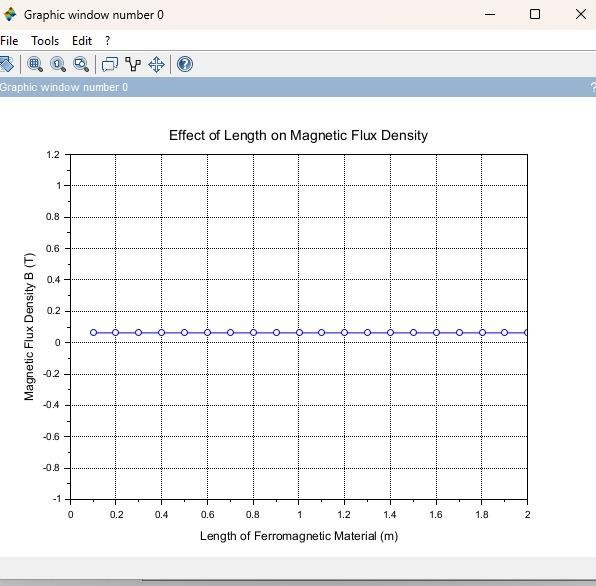 Graphic window number 0
File Tools Edit ?
Graphic window number 0 ?
Effect of Length on Magnetic Flux Density
1.2
1
0.8
0.6
0.4
0.2
0
-0.2
-0.4
-0.6
-0.8
-1
Magnetic Flux Density B (T)
0 0.2 0.4 0.6 0.8 1 1.2 1.4 1.6 1.8 2
Length of Ferromagnetic Material (m)